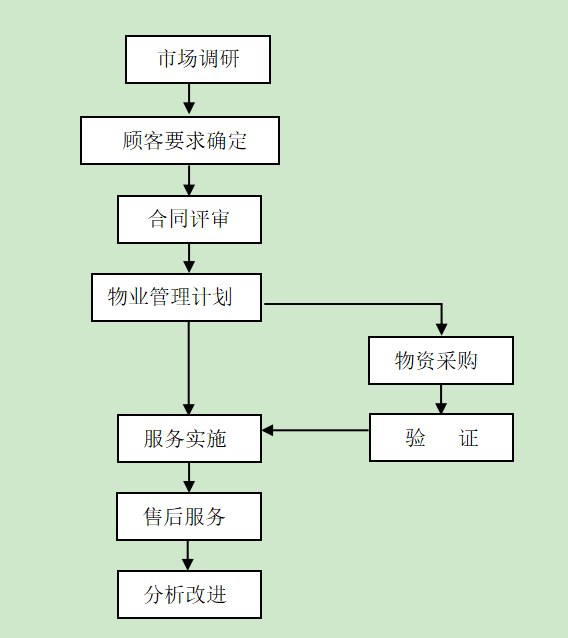 市场调研
顾客要求确定
合同评审
物业管理计划
物资采购
服务实施
验 证
售后服务
分析改进